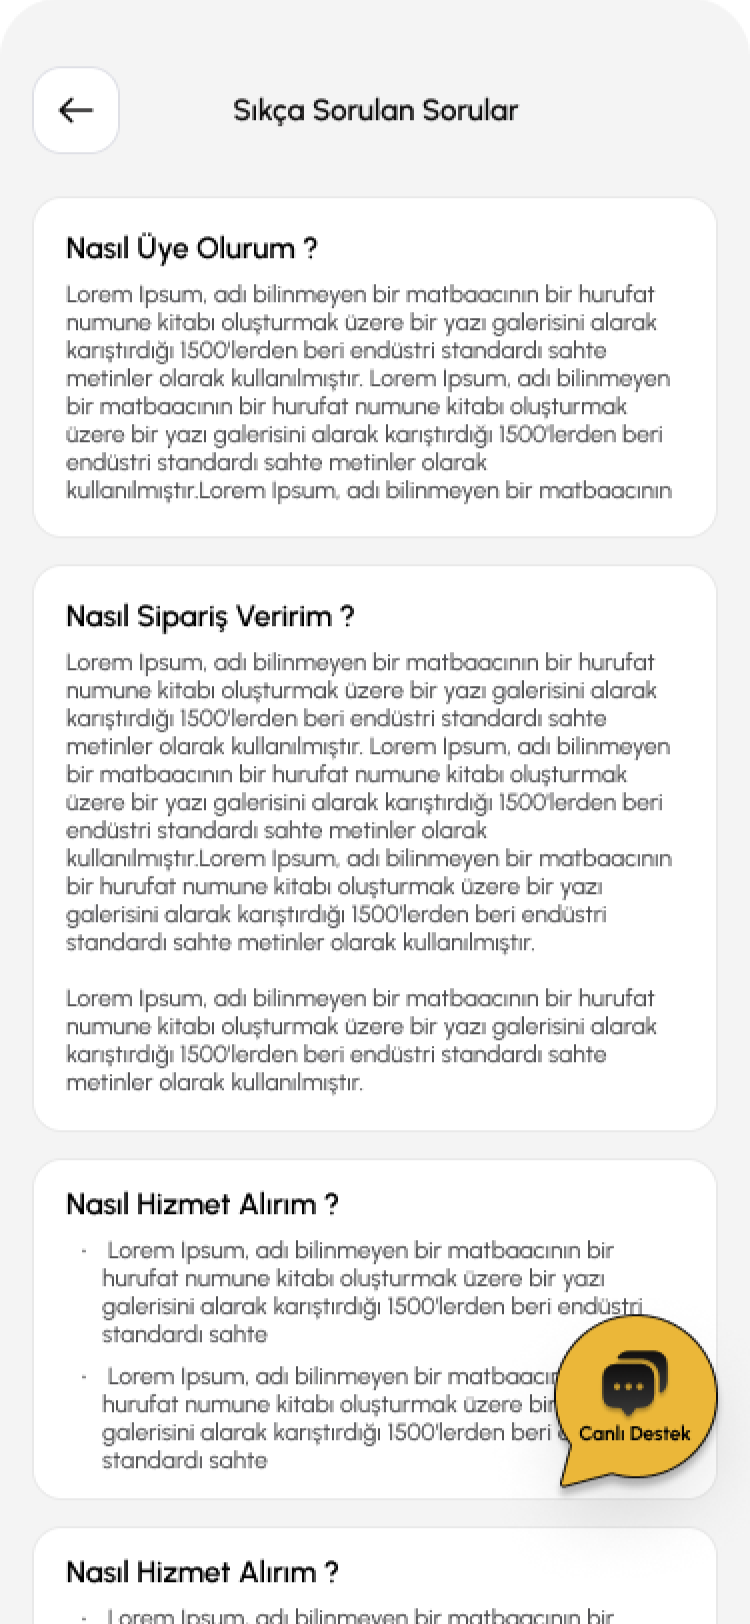 Sıkça Sorulan Sorular
Nasıl Üye Olurum ?
Lorem Ipsum, adı bilinmeyen bir matbaacının bir hurufat
numune kitabı oluşturmak üzere bir yazı galerisini alarak
karıştırdığı 1500'lerden beri endüstri standardı sahte
metinler olarak kullanılmıştır. Lorem Ipsum, adı bilinmeyen
bir matbaacının bir hurufat numune kitabı oluşturmak
üzere bir yazı galerisini alarak karıştırdığı 1500'lerden beri
endüstri standardı sahte metinler olarak
kullanılmıştır.Lorem Ipsum, adı bilinmeyen bir matbaacının
Nasıl Sipariş Veririm ?
Lorem Ipsum, adı bilinmeyen bir matbaacının bir hurufat
numune kitabı oluşturmak üzere bir yazı galerisini alarak
karıştırdığı 1500'lerden beri endüstri standardı sahte
metinler olarak kullanılmıştır. Lorem Ipsum, adı bilinmeyen
bir matbaacının bir hurufat numune kitabı oluşturmak
üzere bir yazı galerisini alarak karıştırdığı 1500'lerden beri
endüstri standardı sahte metinler olarak
kullanılmıştır.Lorem Ipsum, adı bilinmeyen bir matbaacının
bir hurufat numune kitabı oluşturmak üzere bir yazı
galerisini alarak karıştırdığı 1500'lerden beri endüstri
standardı sahte metinler olarak kullanılmıştır.
Lorem Ipsum, adı bilinmeyen bir matbaacının bir hurufat
numune kitabı oluşturmak üzere bir yazı galerisini alarak
karıştırdığı 1500'lerden beri endüstri standardı sahte
metinler olarak kullanılmıştır.
Nasıl Hizmet Alırım ?
- Lorem Ipsum, adı bilinmeyen bir matbaacının bir
hurufat numune kitabı oluşturmak üzere bir yazı
galerisini alarak karıştırdığı 1500'lerden beri endüstri
standardı sahte
- Lorem Ipsum, adı bilinmeyen bir
hurufat numune kitabı oluşturmak üzere bir
galerisini alarak karıştırdığı 1500'lerden beri
standardı sahte
Canlı Destek
Nasıl Hizmet Alırım ?
- Lorem Ipsum, adı bilinmeyen bir matbaacının bir